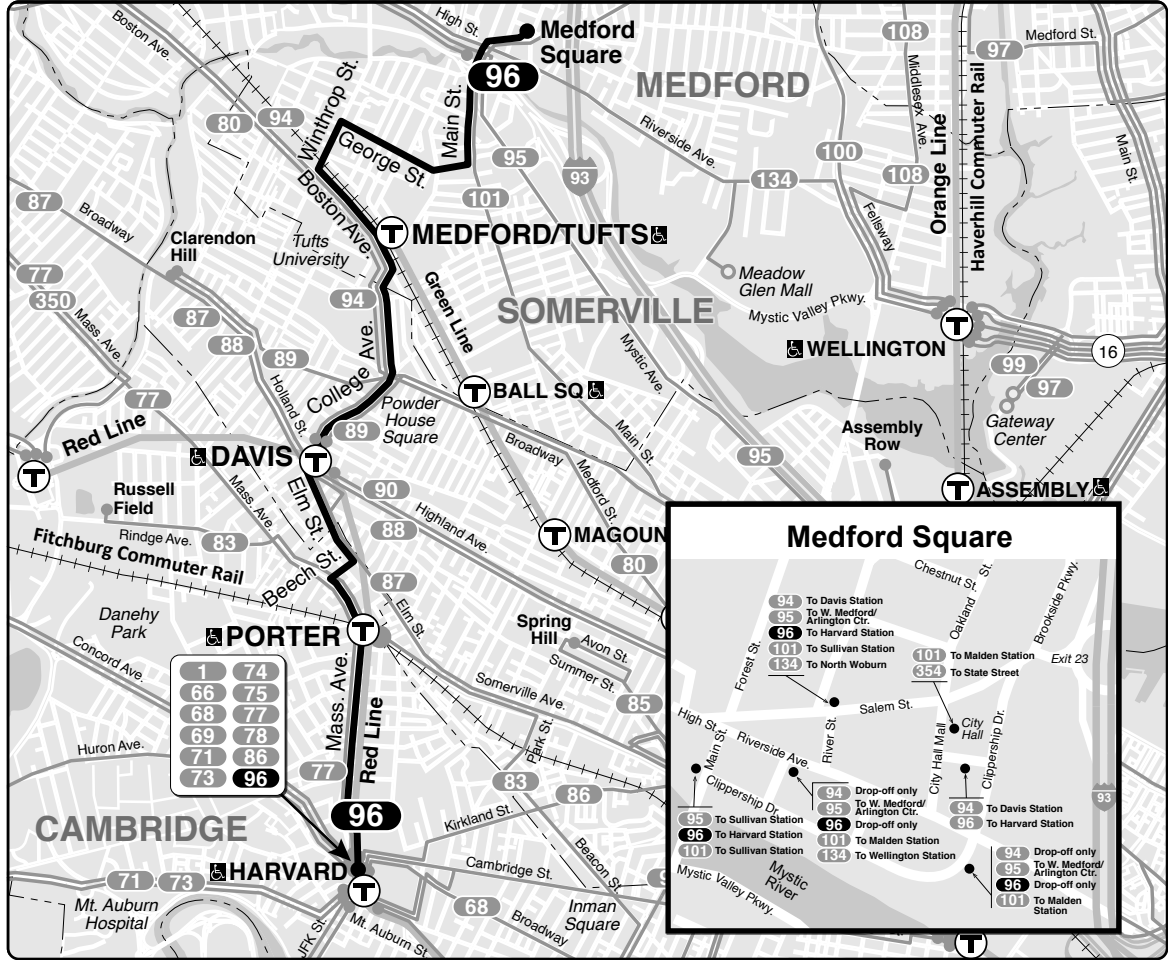 Boston Ave.
High St.
Medford
Square
96
MEDFORD
108
97
Medford St.
Middlesex Ave.
Orange Line
Haverhill Commuter Rail
Main St.
80
94
Winthrop St.
George St.
Main St.
95
93
Riverside Ave.
100
134
108
101
Fellsway
87
Broadway
Clarendon
Hill
Tufts
University
Boston Ave.
T
MEDFORD/TUFTS
77
350
Mass. Ave.
94
Green Line
SOMERVILLE
Meadow
Glen Mall
Mystic Valley Pkwy.
T
WELLINGTON
16
87
88
89
Holland St.
College Ave.
Mystic Ave.
T
BALL SQ
99
97
Gateway
Center
77
Red Line
T
Powder
House
Square
89
Broadway
Main St.
Medford St.
95
Assembly
Row
DAVIS
T
T
ASSEMBLY
Russell
Field
Mass. Ave.
Elm St.
90
88
Highland Ave.
Rindge Ave.
83
Fitchburg Commuter Rail
Beech St.
T
MAGOUN
80
87
Elm St.
Danehy
Park
PORTER
T
Spring
Hill
Avon St.
Summer St.
Concord Ave.
Somerville Ave.
85
1
74
66
75
68
77
69
78
71
86
73
96
Mass. Ave.
Red Line
Park St.
Huron Ave.
77
83
86
96
Kirkland St.
CAMBRIDGE
Beacon St.
HARVARD
T
Cambridge St.
71
73
Mt. Auburn
Hospital
JFK St.
Mt. Auburn St.
68
Broadway
Inman
Square
T
Medford Square
Chestnut St.
Oakland St.
Brookside Pkwy.
Exit 23
Forest St.
94 To Davis Station
95 To W. Medford/
Arlington Ctr.
96 To Harvard Station
101 To Sullivan Station
134 To North Woburn
101 To Malden Station
354 To State Street
Salem St.
High St.
Main St.
Riverside Ave.
River St.
City Hall Mall
City
Hall
Clippership Dr.
Clippership Dr.
93
95 To Sullivan Station
96 To Harvard Station
101 To Sullivan Station
94 Drop-off only
95 To W. Medford/
Arlington Ctr.
96 Drop-off only
101 To Malden Station
134 To Wellington Station
94 To Davis Station
96 To Harvard Station
94 Drop-off only
95 To W. Medford/
Arlington Ctr.
96 Drop-off only
101 To Malden
Station
Mystic
River
Mystic Valley Pkwy.